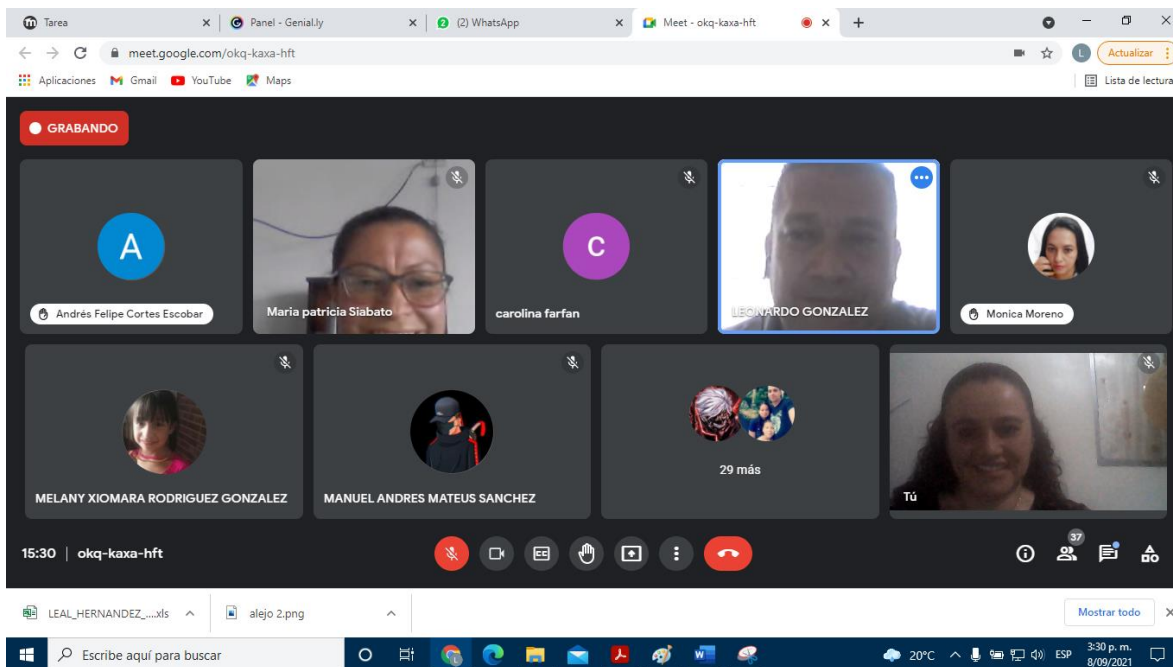 Tarea
Panel - Genial.ly
(2) WhatsApp
Meet - okq-kaxa-hft
meet.google.com/okq-kaxa-hft
L
Actualizar
Aplicaciones
Gmail
YouTube
Maps
Lista de lectura
GRABANDO
A
C
Andrés Felipe Cortes Escobar
Maria patricia Siabato
carolina farfan
LEONARDO GONZALEZ
Monica Moreno
29 más
MELANY XIOMARA RODRIGUEZ GONZALEZ
MANUEL ANDRES MATEUS SANCHEZ
Tú
15:30 | okq-kaxa-hft
37
LEAL_HERNANDEZ_....xls
alejo 2.png
Mostrar todo
Escribe aquí para buscar
20°C
ESP
3:30 p. m.
8/09/2021